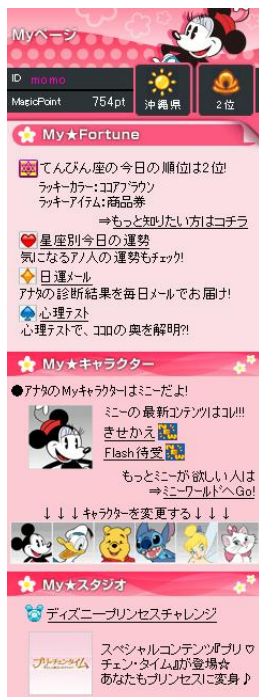 Myページ
ID momo
MagicPoint 754pt
沖縄県
2位
My★Fortune
てんびん座の今日の順位は2位!
ラッキーカラー:ココアブラウン
ラッキーアイテム:商品券
⇒もっと知りたい方はコチラ
星座別今日の運勢
気になるアノ人の運勢もチェック!
日運メール
アナタの診断結果を毎日メールでお届け!
心理テスト
心理テストで、ココロの奥を解明?!
My★キャラクター
●アナタのMyキャラクターはミニーだよ!
ミニーの最新コンテンツはコレ!!!
きせかえ
Flash待受
もっとミニーが欲しい人は
⇒ミニーワールドへGo!
↓↓↓キャラクターを変更する↓↓↓
My★スタジオ
ディズニープリンセスチャレンジ
プリ・チェン・タイム
スペシャルコンテンツ『プリ♡
チェン・タイム』が登場☆
あなたもプリンセスに変身♪